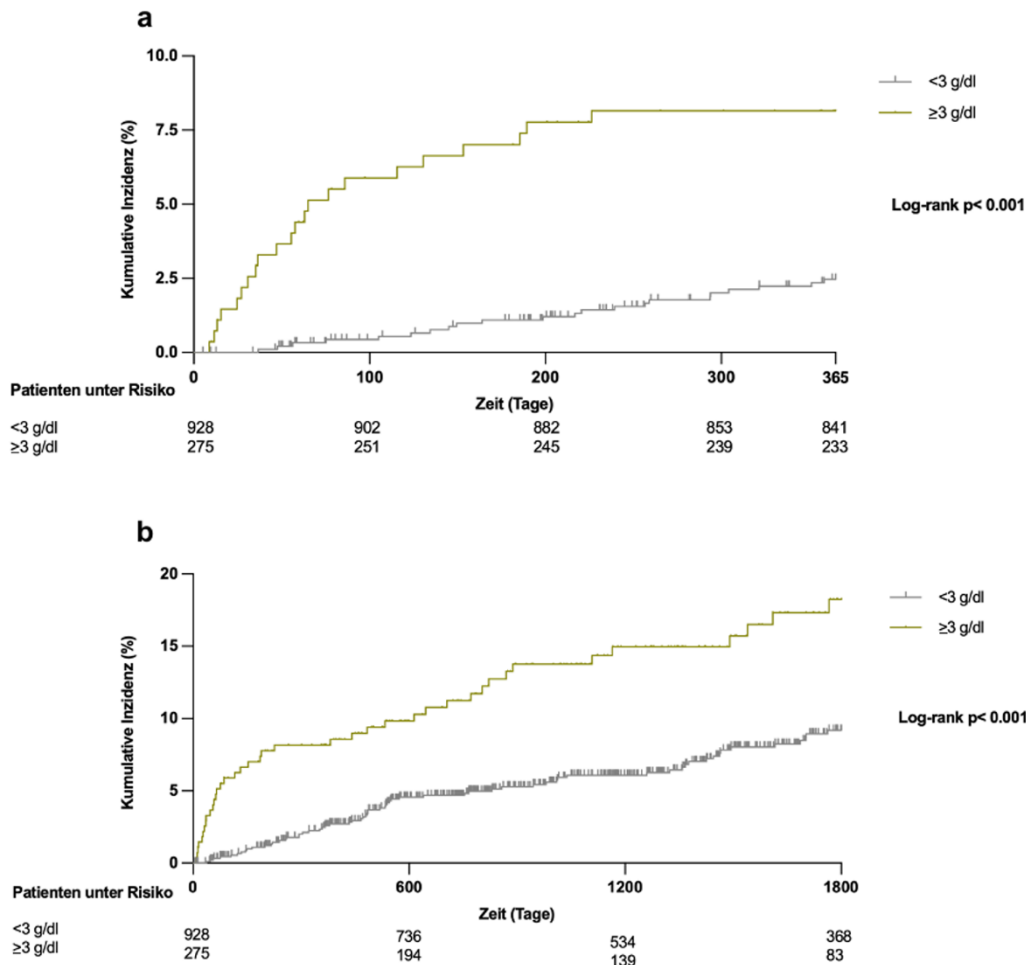 a
10.0
7.5
5.0
2.5
0.0
Kumulative Inzidenz (%)
<3 g/dl
≥3 g/dl
Log-rank p< 0.001
0 100 200 300 365
Zeit (Tage)
Patienten unter Risiko
<3 g/dl 928 902 882 853 841
≥3 g/dl 275 251 245 239 233
b
20
15
10
5
0
Kumulative Inzidenz (%)
<3 g/dl
≥3 g/dl
Log-rank p< 0.001
0 600 1200 1800
Zeit (Tage)
Patienten unter Risiko
<3 g/dl 928 736 534 368
≥3 g/dl 275 194 139 83